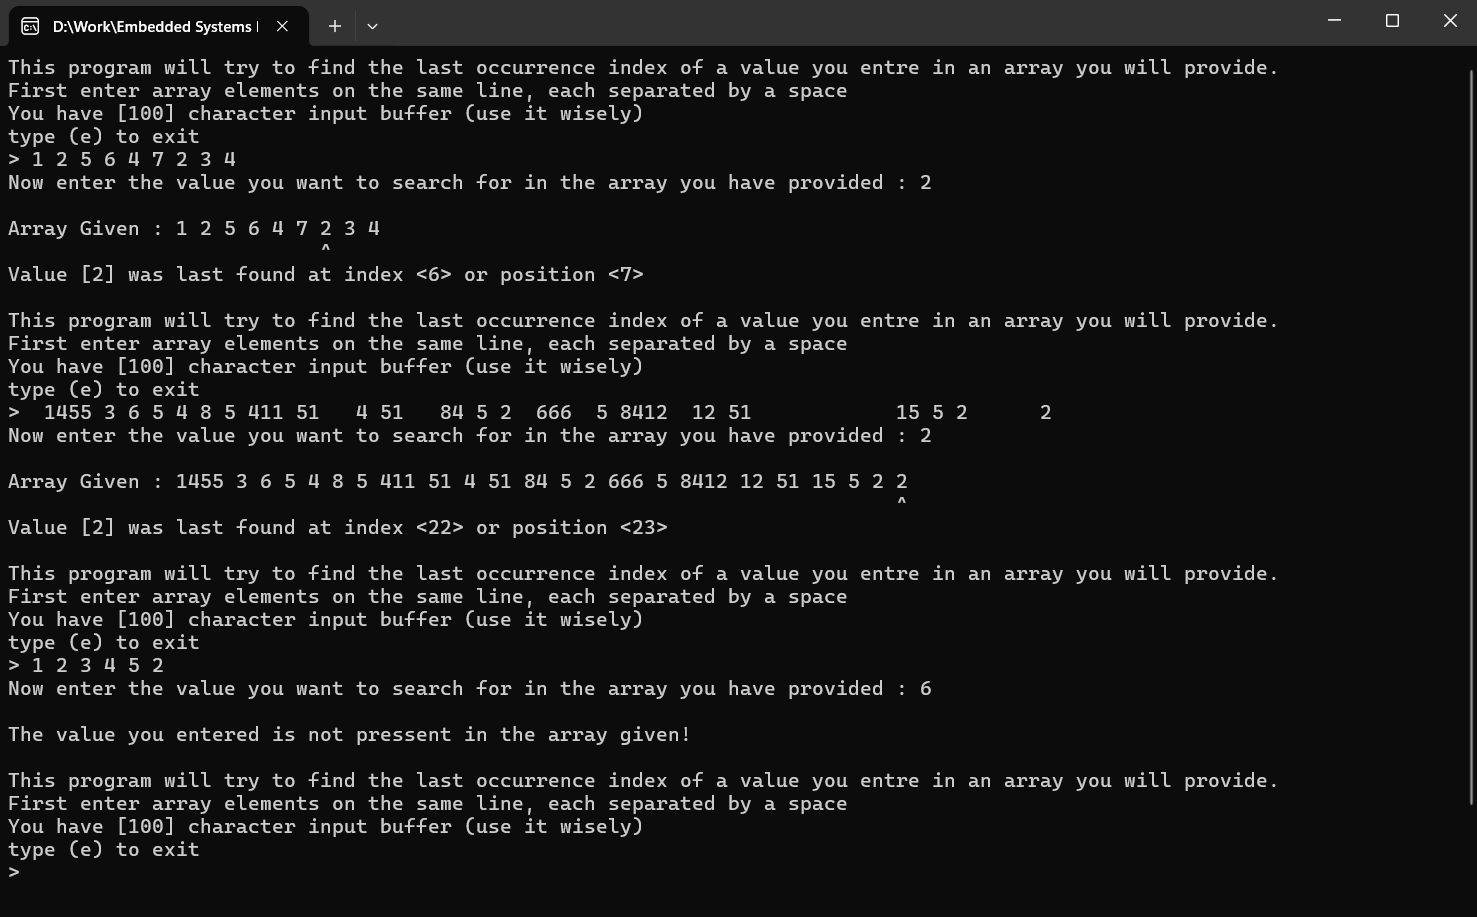 D:\Work\Embedded Systems
This program will try to find the last occurrence index of a value you entre in an array you will provide.
First enter array elements on the same line, each separated by a space
You have [100] character input buffer (use it wisely)
type (e) to exit
> 1 2 5 6 4 7 2 3 4
Now enter the value you want to search for in the array you have provided : 2

Array Given : 1 2 5 6 4 7 2 3 4
                          ^
Value [2] was last found at index <6> or position <7>

This program will try to find the last occurrence index of a value you entre in an array you will provide.
First enter array elements on the same line, each separated by a space
You have [100] character input buffer (use it wisely)
type (e) to exit
>  1455 3 6 5 4 8 5 411 51   4 51   84 5 2  666  5 8412  12 51            15 5 2      2
Now enter the value you want to search for in the array you have provided : 2

Array Given : 1455 3 6 5 4 8 5 411 51 4 51 84 5 2 666 5 8412 12 51 15 5 2 2
                                                                          ^
Value [2] was last found at index <22> or position <23>

This program will try to find the last occurrence index of a value you entre in an array you will provide.
First enter array elements on the same line, each separated by a space
You have [100] character input buffer (use it wisely)
type (e) to exit
> 1 2 3 4 5 2
Now enter the value you want to search for in the array you have provided : 6

The value you entered is not pressent in the array given!

This program will try to find the last occurrence index of a value you entre in an array you will provide.
First enter array elements on the same line, each separated by a space
You have [100] character input buffer (use it wisely)
type (e) to exit
>